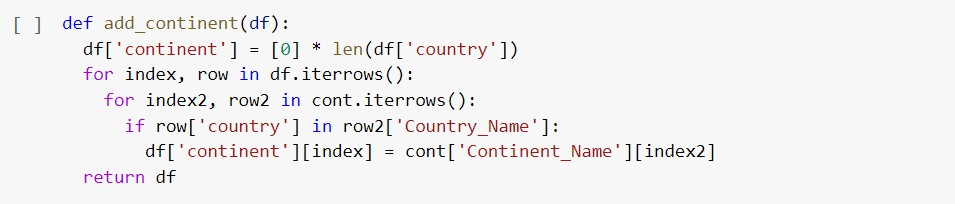 [ ] def add_continent(df):
  df['continent'] = [0] * len(df['country'])
  for index, row in df.iterrows():
    for index2, row2 in cont.iterrows():
      if row['country'] in row2['Country_Name']:
        df['continent'][index] = cont['Continent_Name'][index2]
  return df